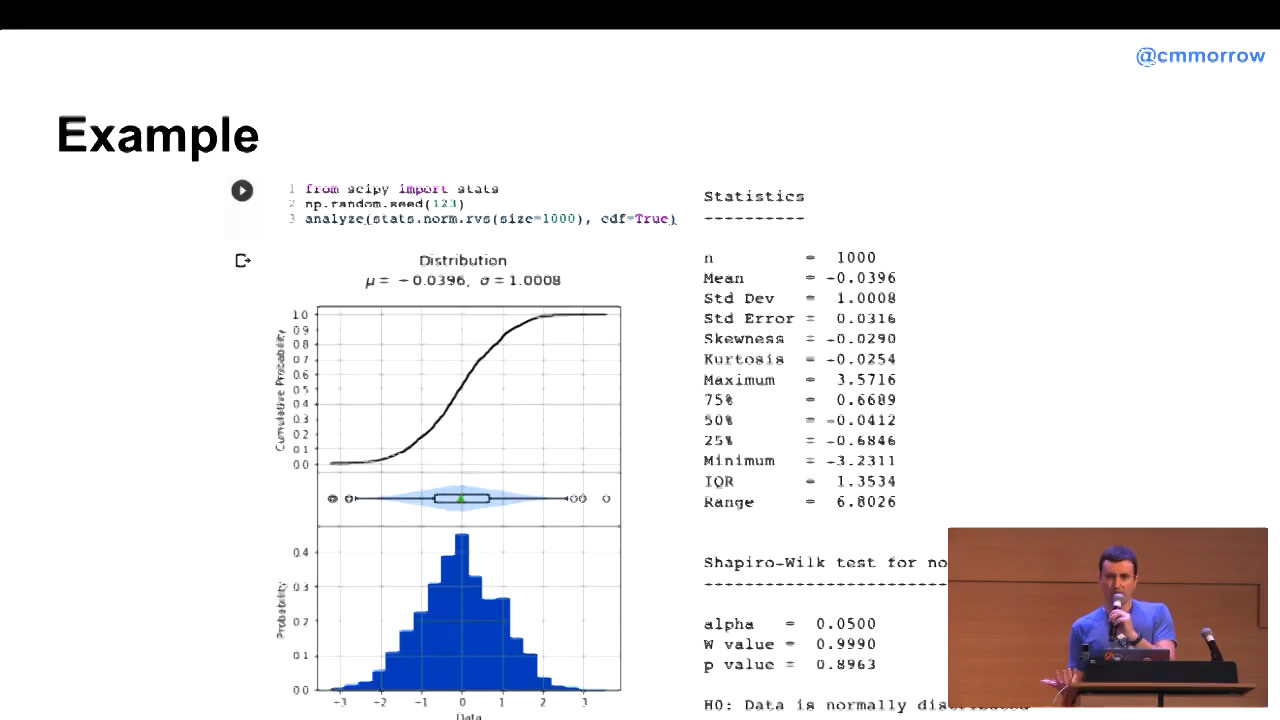 @cmmorrow
Example
1 from scipy import stats
2 np.random.seed(123)
3 analyze(stats.norm.rvs(size=1000), cdf=True)
Distribution
μ = −0.0396, σ = 1.0008
Cumulative Probability
1.0
0.9
0.8
0.7
0.6
0.5
0.4
0.3
0.2
0.1
0.0
Probability
0.4
0.3
0.2
0.1
0.0
−3 −2 −1 0 1 2 3
Data
Statistics
----------
n = 1000
Mean = -0.0396
Std Dev = 1.0008
Std Error = 0.0316
Skewness = -0.0290
Kurtosis = -0.0254
Maximum = 3.5716
75% = 0.6689
50% = -0.0412
25% = -0.6846
Minimum = -3.2311
IQR = 1.3534
Range = 6.8026
Shapiro-Wilk test for no
------------------------
alpha = 0.0500
W value = 0.9990
p value = 0.8963
H0: Data is normally distributed